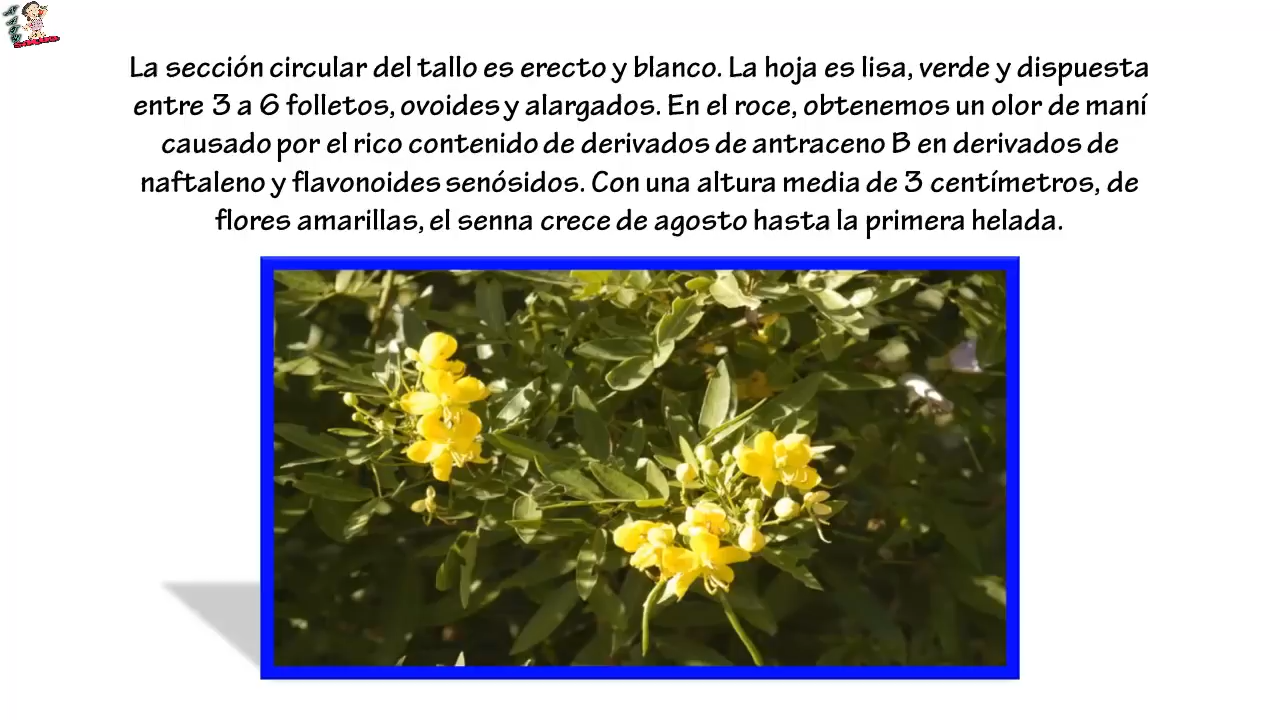 La sección circular del tallo es erecto y blanco. La hoja es lisa, verde y dispuesta
entre 3 a 6 folletos, ovoides y alargados. En el roce, obtenemos un olor de maní
causado por el rico contenido de derivados de antraceno B en derivados de
naftaleno y flavonoides senósidos. Con una altura media de 3 centímetros, de
flores amarillas, el senna crece de agosto hasta la primera helada.